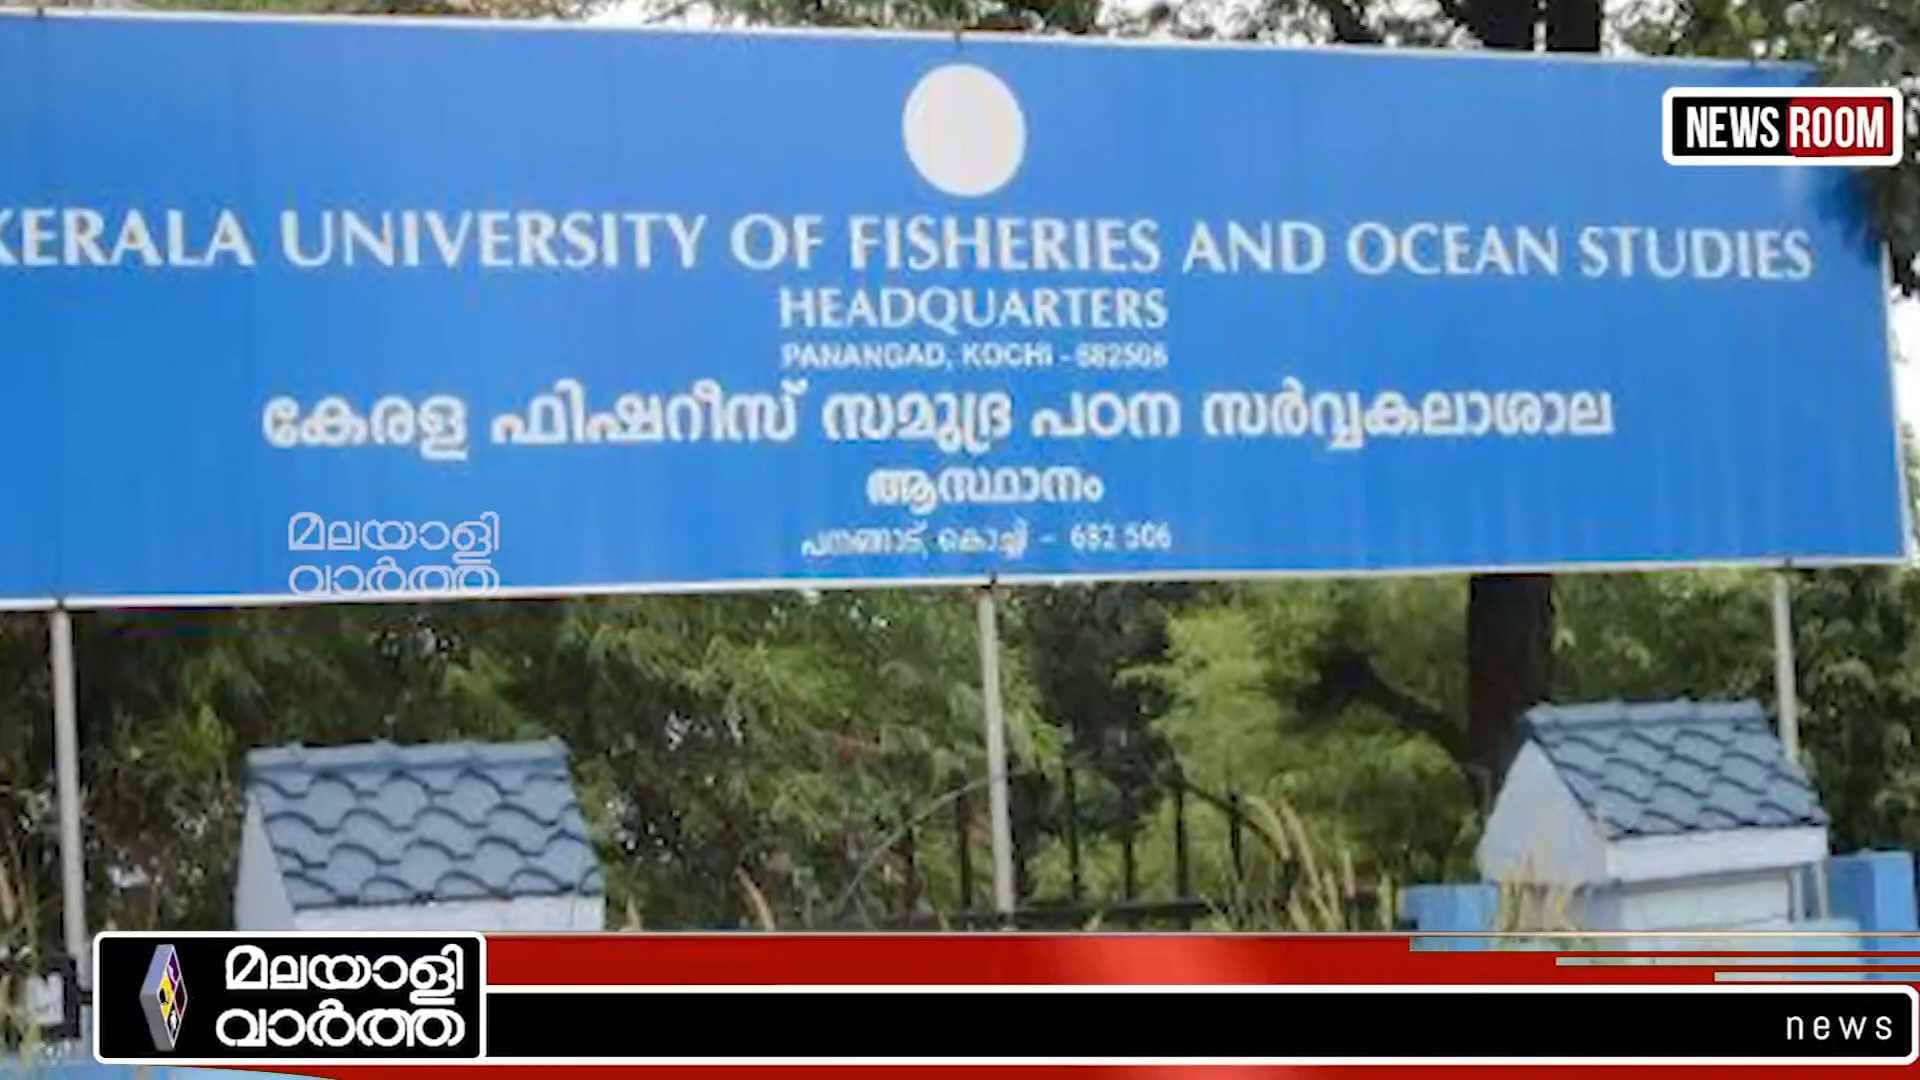 NEWS ROOM
KERALA UNIVERSITY OF FISHERIES AND OCEAN STUDIES
HEADQUARTERS
PANANGAD, KOCHI - 682506
കേരള ഫിഷറീസ് സമുദ്ര പഠന സർവ്വകലാശാല
ആസ്ഥാനം
പനങ്ങാട്, കൊച്ചി - 682 506
മലയാളി
വാർത്ത
മലയാളി
വാർത്ത
news